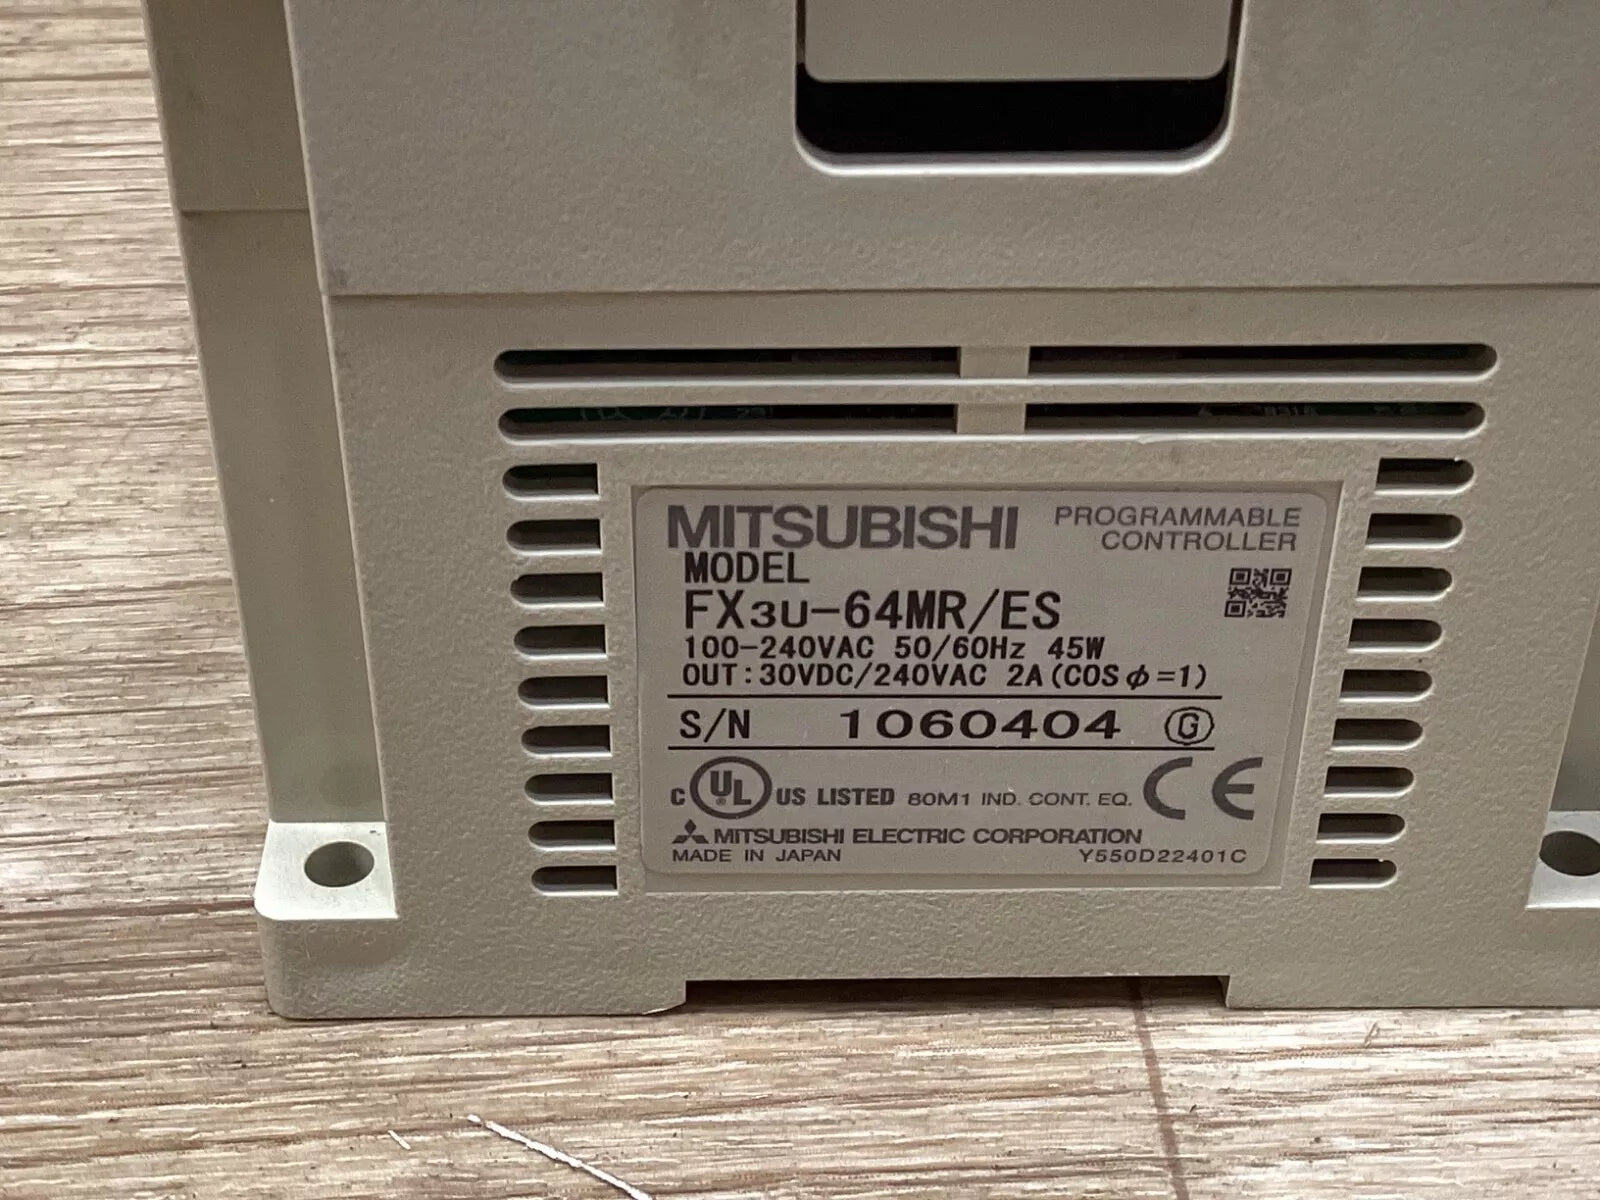 MITSUBISHI PROGRAMMABLE CONTROLLER
MODEL
FX3U-64MR/ES
100-240VAC 50/60Hz 45W
OUT:30VDC/240VAC 2A(COSφ=1)
S/N 1060404 G
C UL US LISTED 80M1 IND. CONT. EQ. CE
MITSUBISHI ELECTRIC CORPORATION
MADE IN JAPAN Y550D22401C